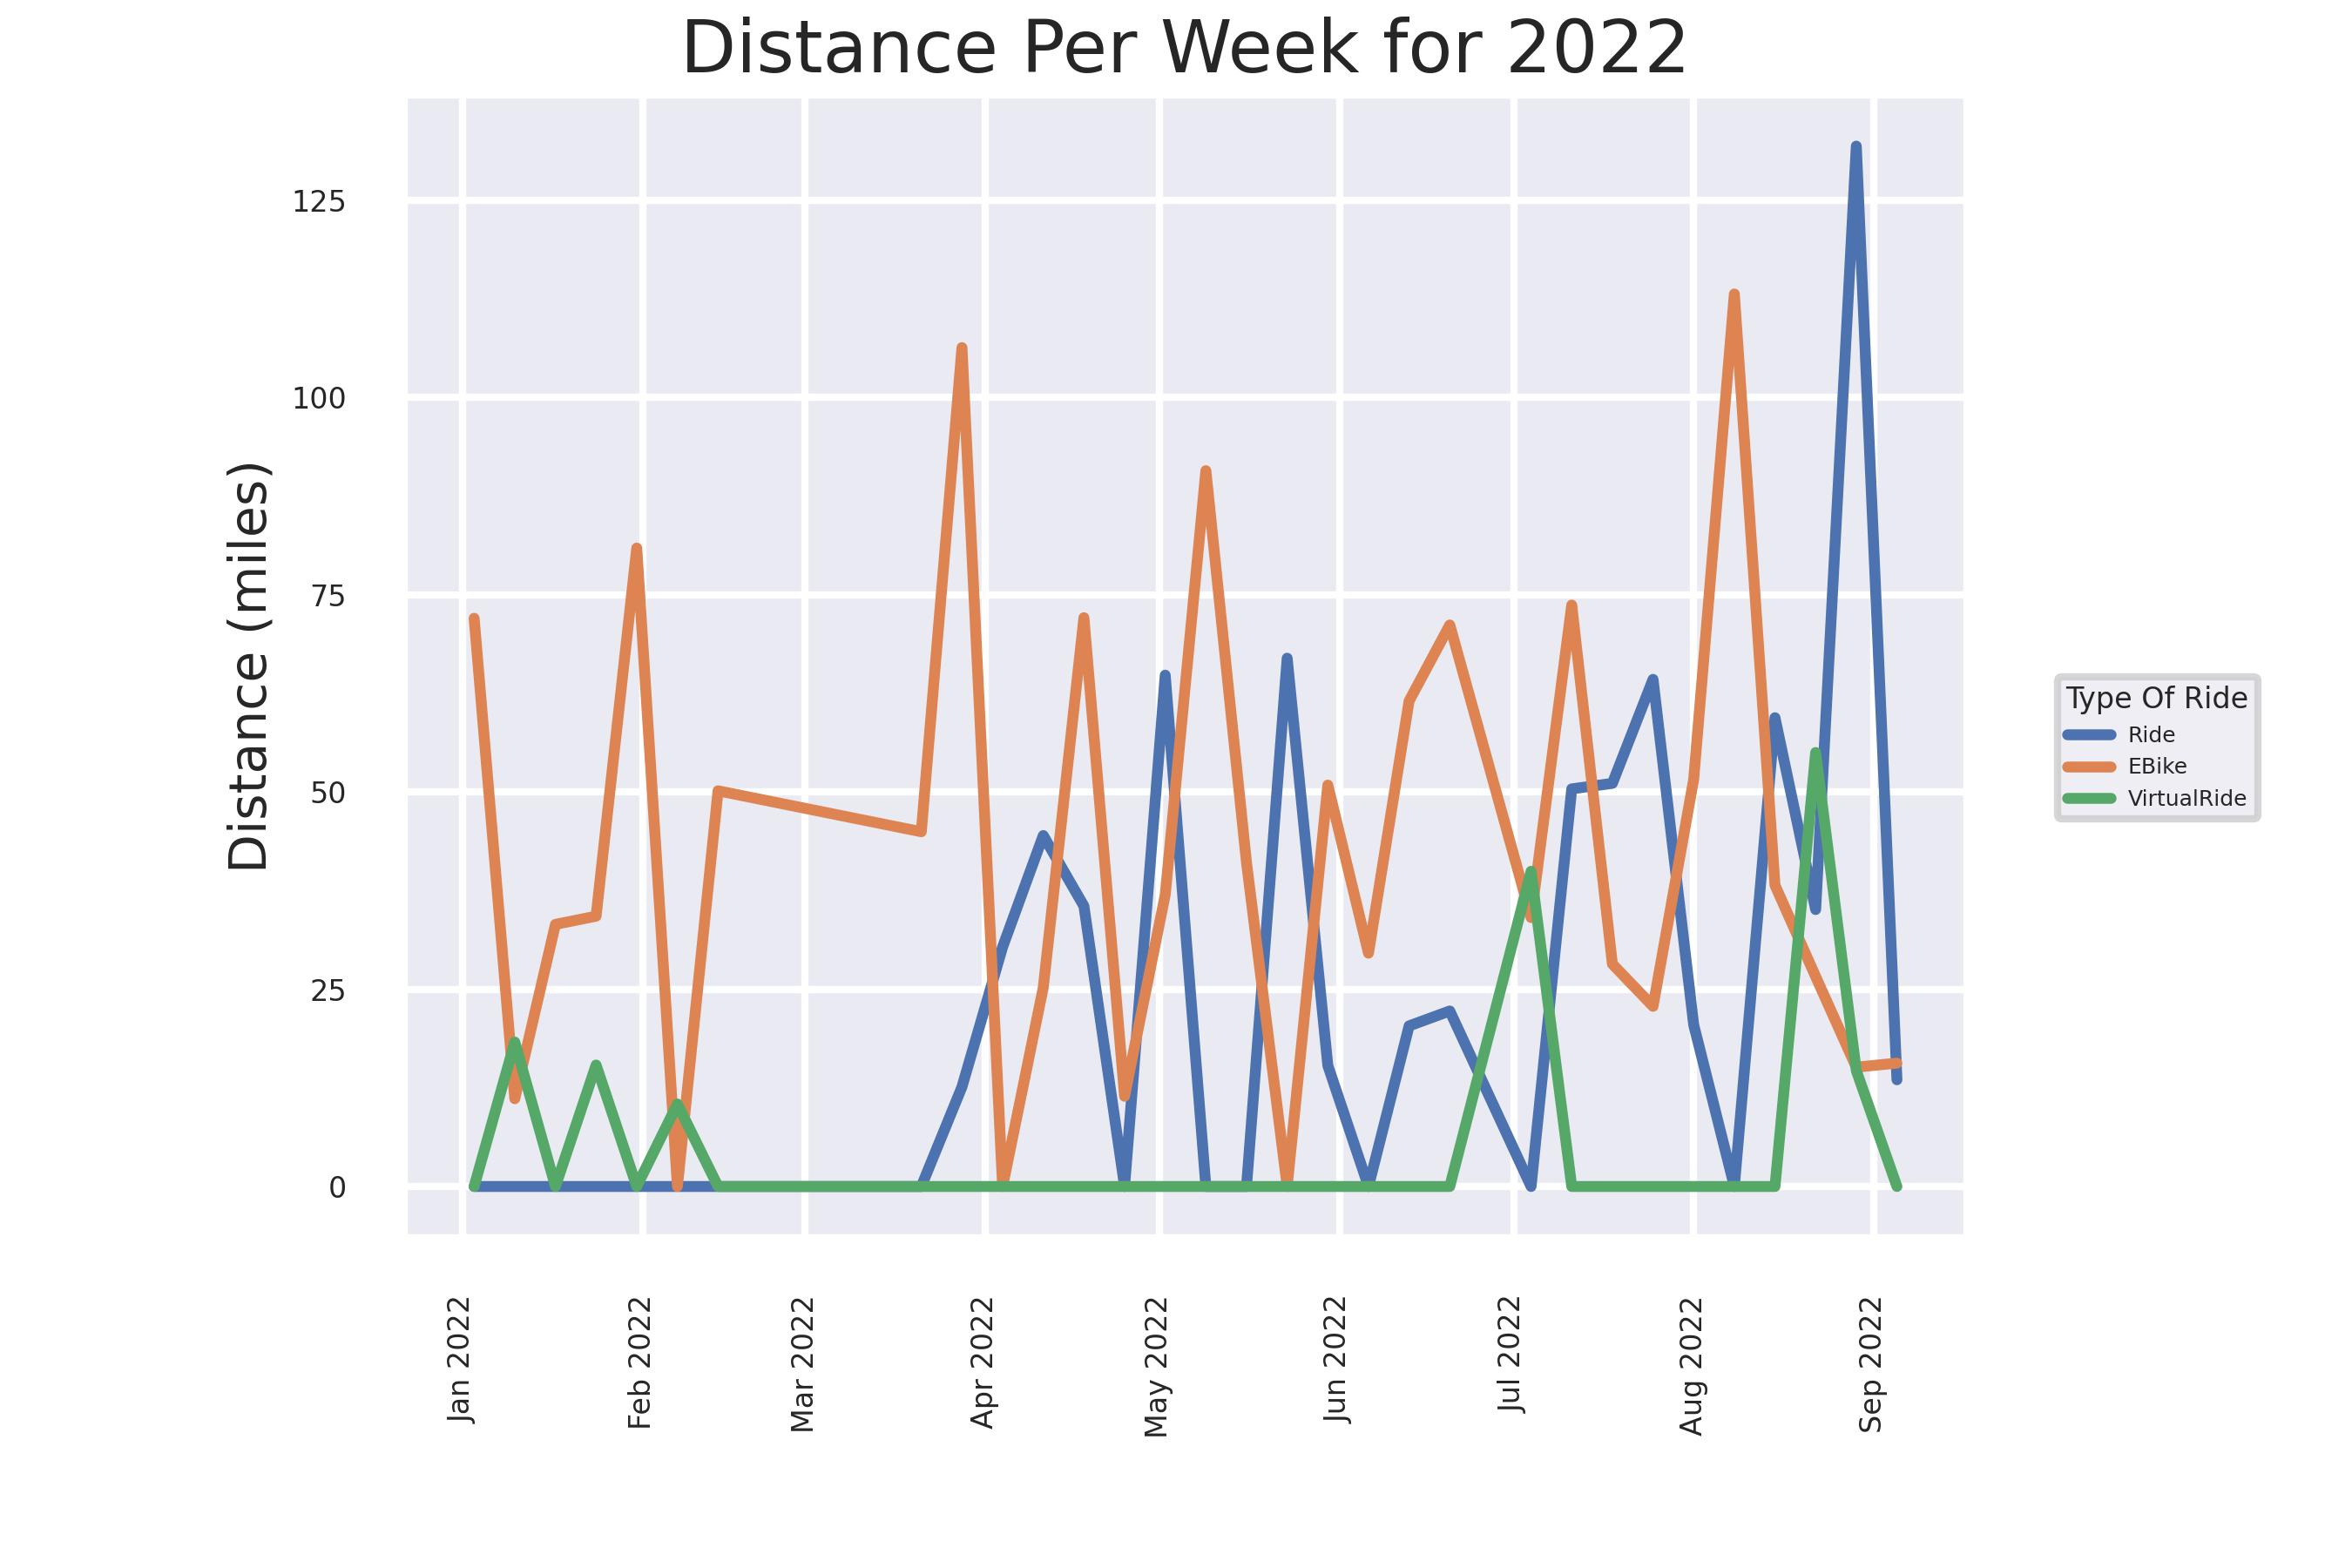 Distance Per Week for 2022
Distance (miles)
125
100
75
50
25
0
Type Of Ride
Ride
EBike
VirtualRide
Jan 2022
Feb 2022
Mar 2022
Apr 2022
May 2022
Jun 2022
Jul 2022
Aug 2022
Sep 2022